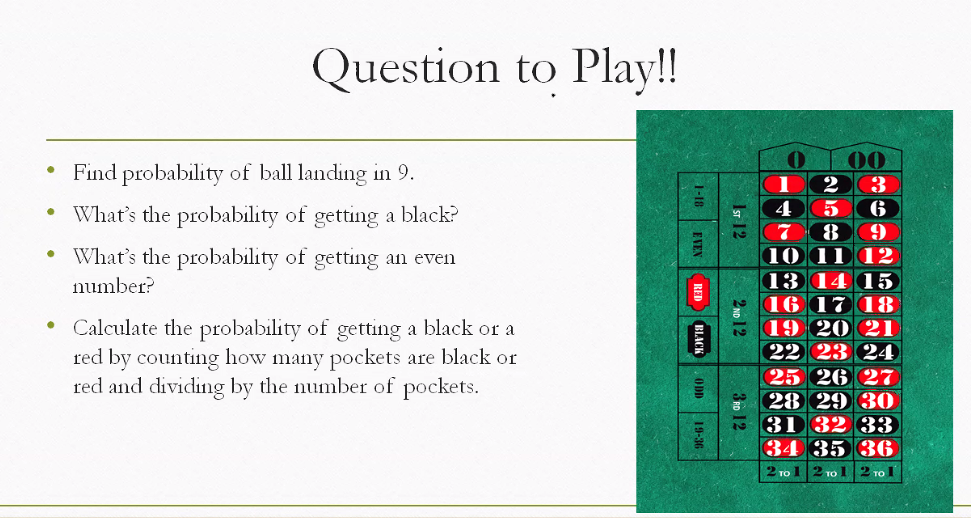 Question to Play!!
• Find probability of ball landing in 9.
• What's the probability of getting a black?
• What's the probability of getting an even
number?
• Calculate the probability of getting a black or a
red by counting how many pockets are black or
red and dividing by the number of pockets.
0 00
1 2 3
4 5 6
7 8 9
10 11 12
13 14 15
16 17 18
19 20 21
22 23 24
25 26 27
28 29 30
31 32 33
34 35 36
2 TO 1 2 TO 1 2 TO 1
1ST 12
2ND 12
3RD 12
1-18
EVEN
RED
BLACK
ODD
19-36